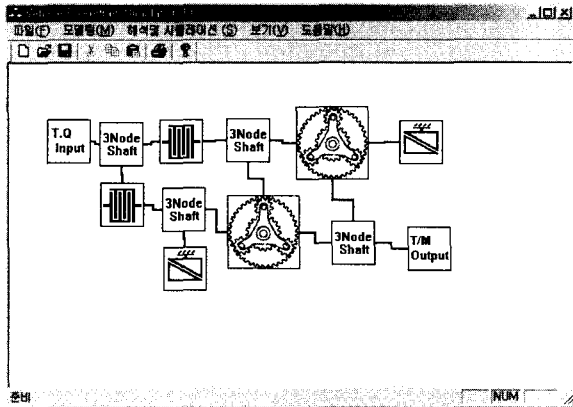 파일(F) 모델링(M) 해석및 시뮬레이션(S) 보기(V) 도움말(H)
T.Q Input
3Node Shaft
3Node Shaft
3Node Shaft
3Node Shaft
T/M Output
준비
NUM